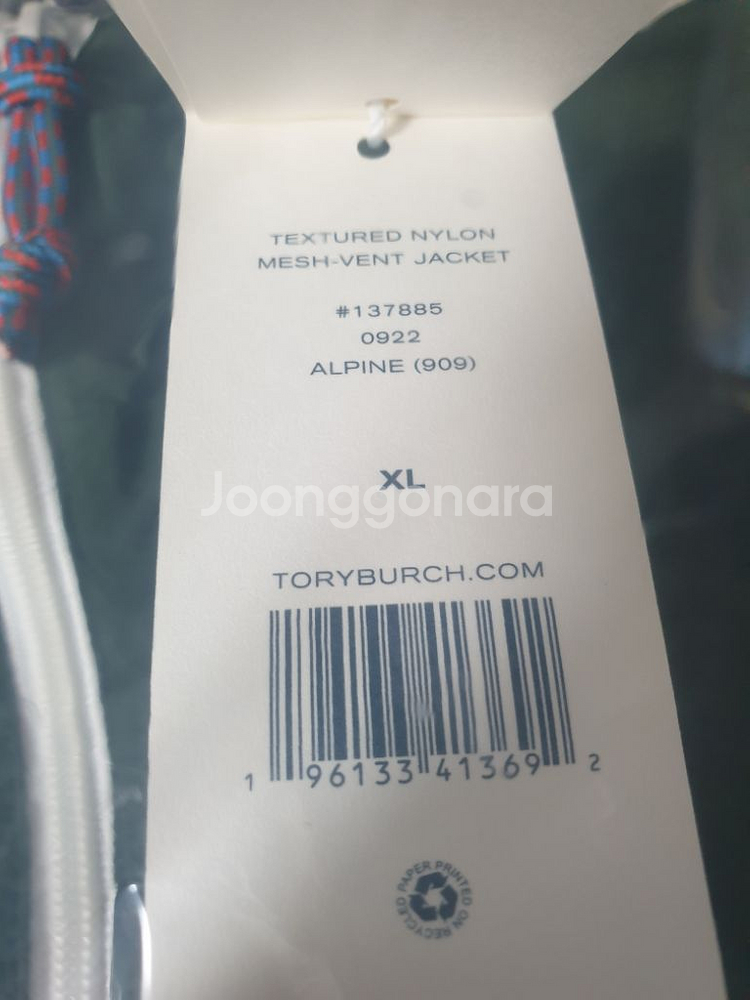 TEXTURED NYLON
MESH-VENT JACKET
#137885
0922
ALPINE (909)
XL
Joonggonara
TORYBURCH.COM
1 96133 41369 2
PRINTED ON RECYCLED PAPER